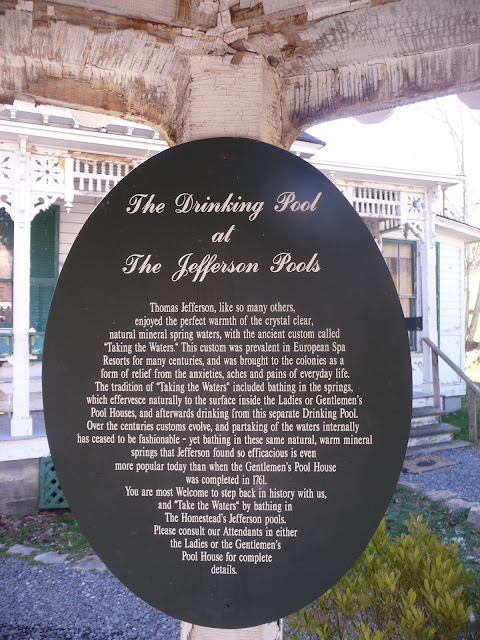 The Drinking Pool
at
The Jefferson Pools
Thomas Jefferson, like so many others,
enjoyed the perfect warmth of the crystal clear,
natural mineral spring waters, with the ancient custom called
"Taking the Waters." This custom was prevalent in European Spa
Resorts for many centuries, and was brought to the colonies as a
form of relief from the anxieties, aches and pains of everyday life.
The tradition of "Taking the Waters" included bathing in the springs,
which effervesce naturally to the surface inside the Ladies or Gentlemen's
Pool Houses, and afterwards drinking from this separate Drinking Pool.
Over the centuries customs evolve, and partaking of the waters internally
has ceased to be fashionable - yet bathing in these same natural, warm mineral
springs that Jefferson found so efficacious is even
more popular today than when the Gentlemen's Pool House
was completed in 1761.
You are most Welcome to step back in history with us,
and "Take the Waters" by bathing in
The Homestead's Jefferson pools.
Please consult our Attendants in either
the Ladies or the Gentlemen's
Pool House for complete
details.